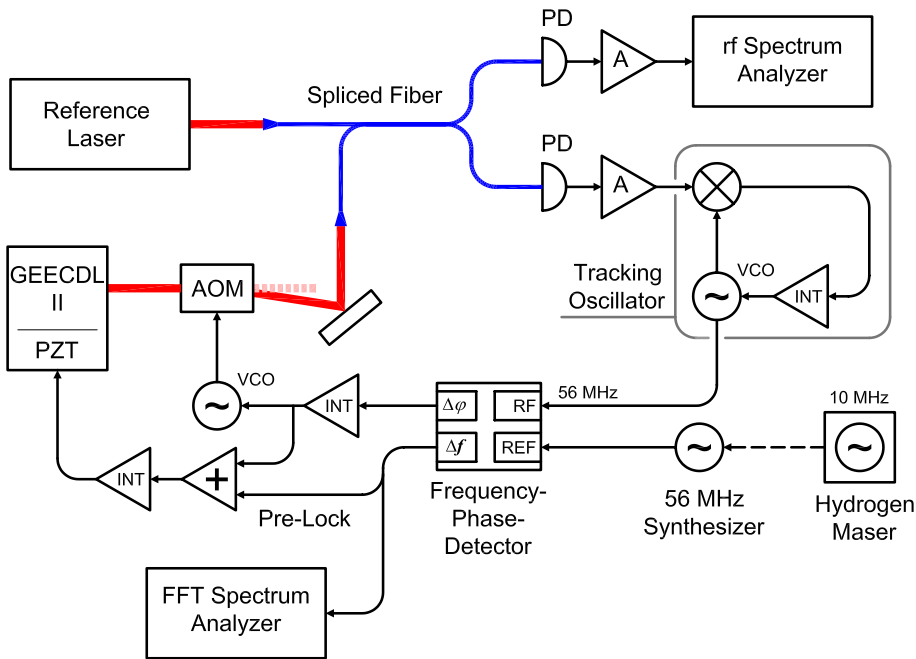 PD
rf Spectrum
Analyzer
A
Reference
Laser
Spliced Fiber
PD
A
GEECDL
II
PZT
AOM
Tracking
Oscillator
VCO
~
INT
VCO
~
INT
Δφ
RF
Δf
REF
56 MHz
10 MHz
~
~
INT
+
Pre-Lock
Frequency-
Phase-
Detector
56 MHz
Synthesizer
Hydrogen
Maser
FFT Spectrum
Analyzer